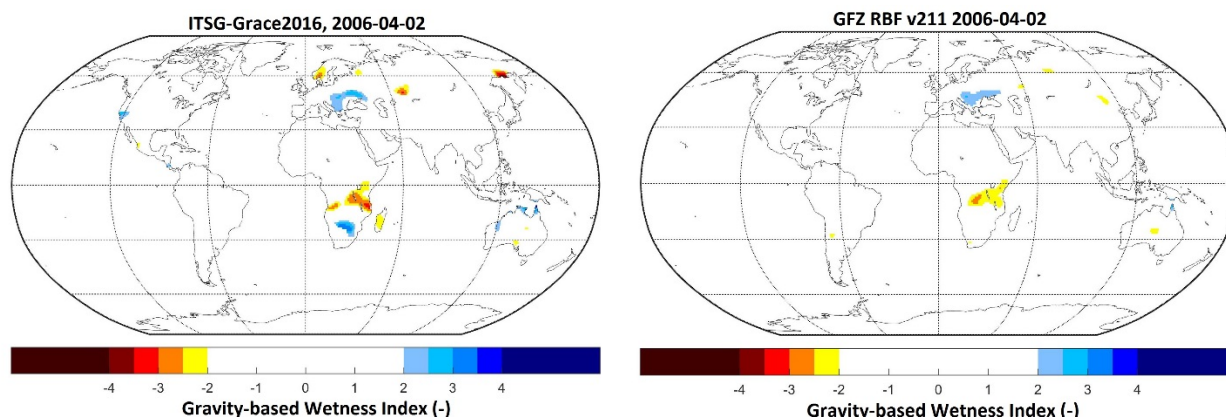 ITSG-Grace2016, 2006-04-02
-4 -3 -2 -1 0 1 2 3 4
Gravity-based Wetness Index (-)
GFZ RBF v211 2006-04-02
-4 -3 -2 -1 0 1 2 3 4
Gravity-based Wetness Index (-)